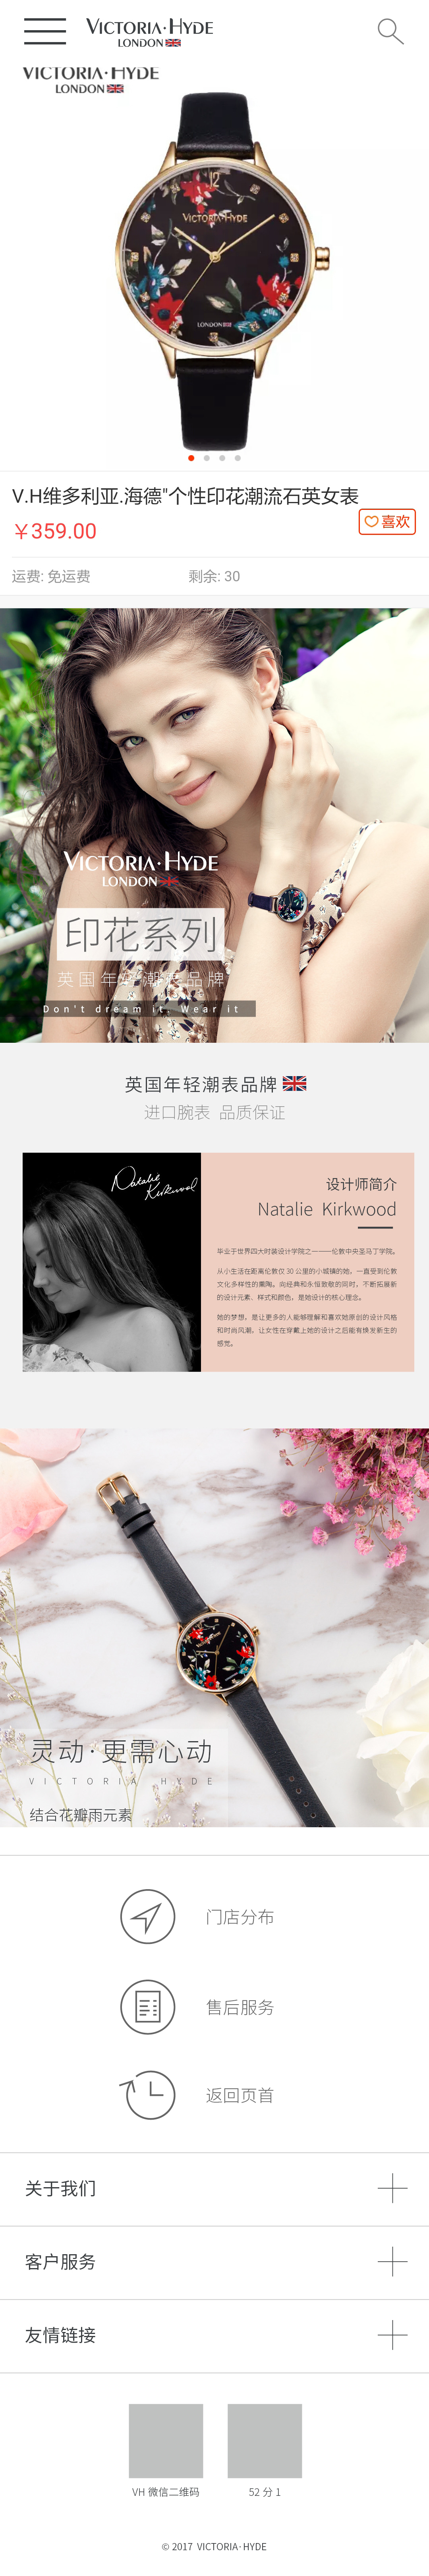 VICTORIA·HYDE
LONDON
VICTORIA·HYDE
LONDON
12
VICTORIA·HYDE
LONDON
V.H维多利亚.海德"个性印花潮流石英女表
￥359.00
喜欢
运费: 免运费 剩余: 30
VICTORIA·HYDE
LONDON
印花系列
英国年轻潮表品牌
Don't dream it. Wear it
英国年轻潮表品牌
进口腕表 品质保证
Natalie
Kirkwood
设计师简介
Natalie Kirkwood
毕业于世界四大时装设计学院之一——伦敦中央圣马丁学院。
从小生活在距离伦敦仅 30 公里的小城镇的她，一直受到伦敦
文化多样性的熏陶。向经典和永恒致敬的同时，不断拓展新
的设计元素、样式和颜色，是她设计的核心理念。
她的梦想，是让更多的人能够理解和喜欢她原创的设计风格
和时尚风潮，让女性在穿戴上她的设计之后能有焕发新生的
感觉。
灵动·更需心动
VICTORIA HYDE
结合花瓣雨元素
门店分布
售后服务
返回页首
关于我们
客户服务
友情链接
VH 微信二维码 52 分 1
© 2017 VICTORIA·HYDE